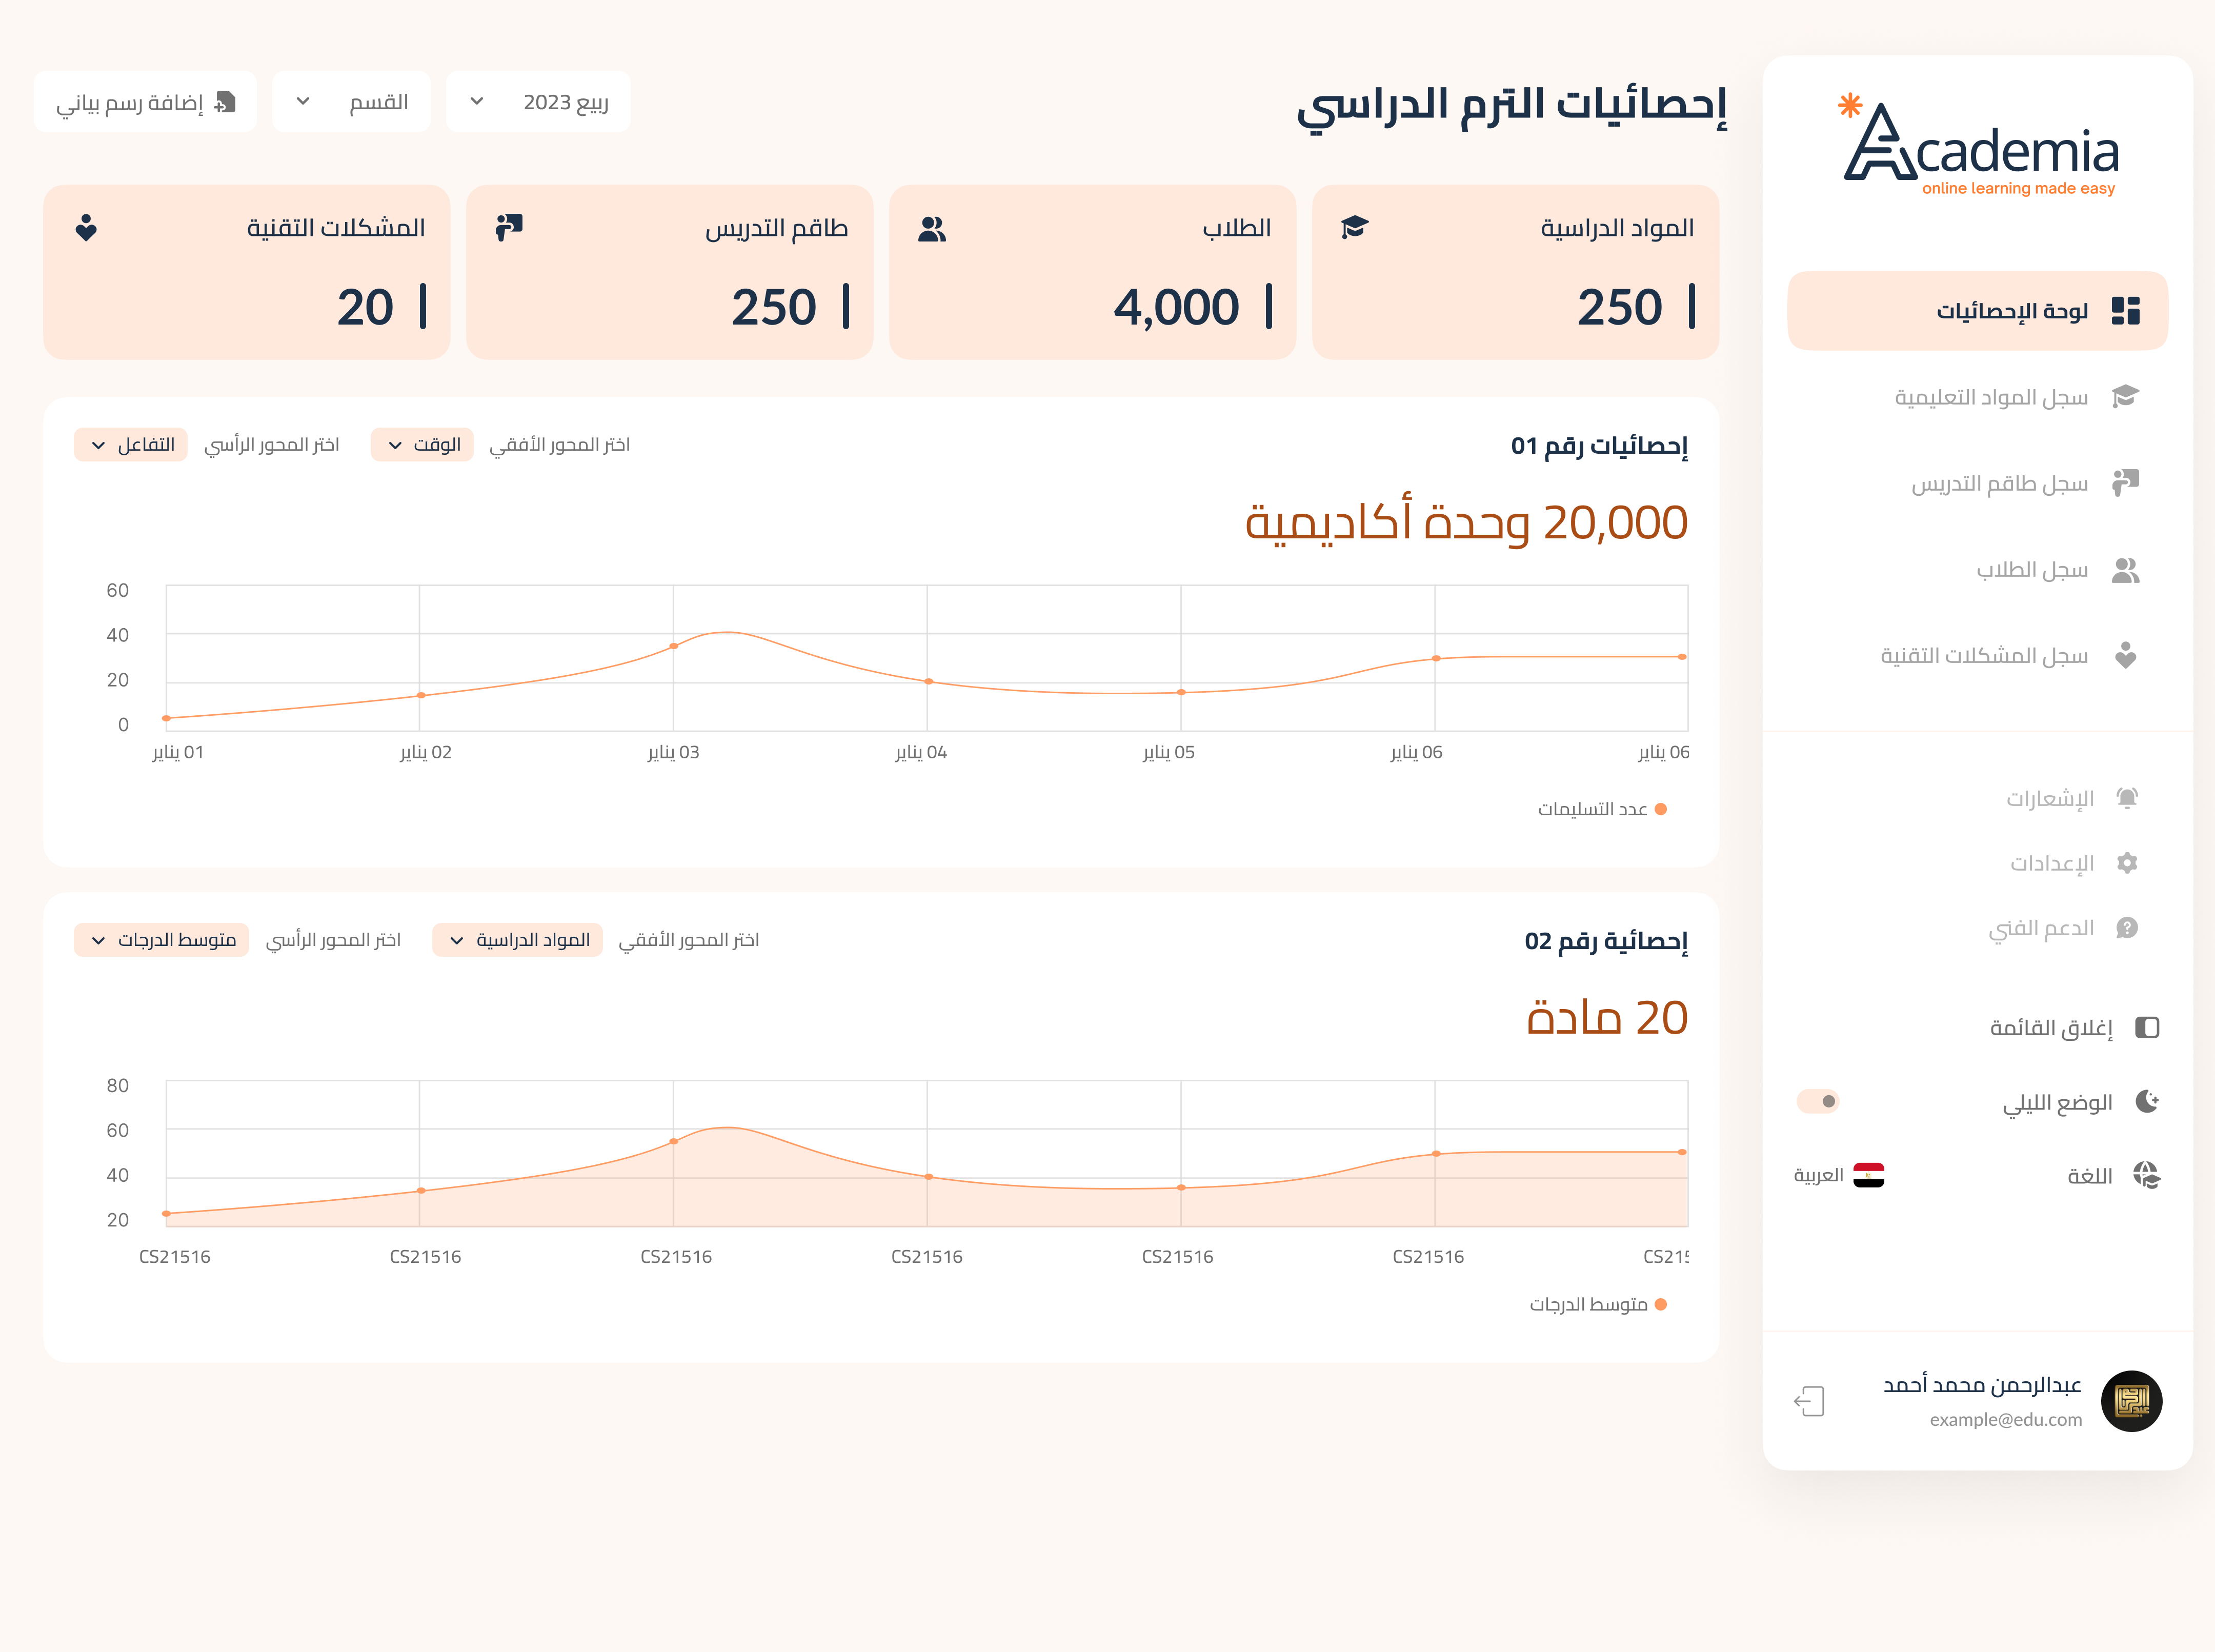 Academia
online learning made easy
لوحة الإحصائيات
سجل المواد التعليمية
سجل طاقم التدريس
سجل الطلاب
سجل المشكلات التقنية
الإشعارات
الإعدادات
الدعم الفني
إغلاق القائمة
الوضع الليلي
اللغة العربية
عبدالرحمن محمد أحمد
example@edu.com
إحصائيات الترم الدراسي
ربيع 2023
القسم
إضافة رسم بياني
المواد الدراسية
250
الطلاب
4,000
طاقم التدريس
250
المشكلات التقنية
20
إحصائيات رقم 01
اختر المحور الأفقي الوقت
اختر المحور الرأسي التفاعل
20,000 وحدة أكاديمية
60
40
20
0
01 يناير 02 يناير 03 يناير 04 يناير 05 يناير 06 يناير 06 يناير
عدد التسليمات
إحصائية رقم 02
اختر المحور الأفقي المواد الدراسية
اختر المحور الرأسي متوسط الدرجات
20 مادة
80
60
40
20
CS21516 CS21516 CS21516 CS21516 CS21516 CS21516 CS215
متوسط الدرجات